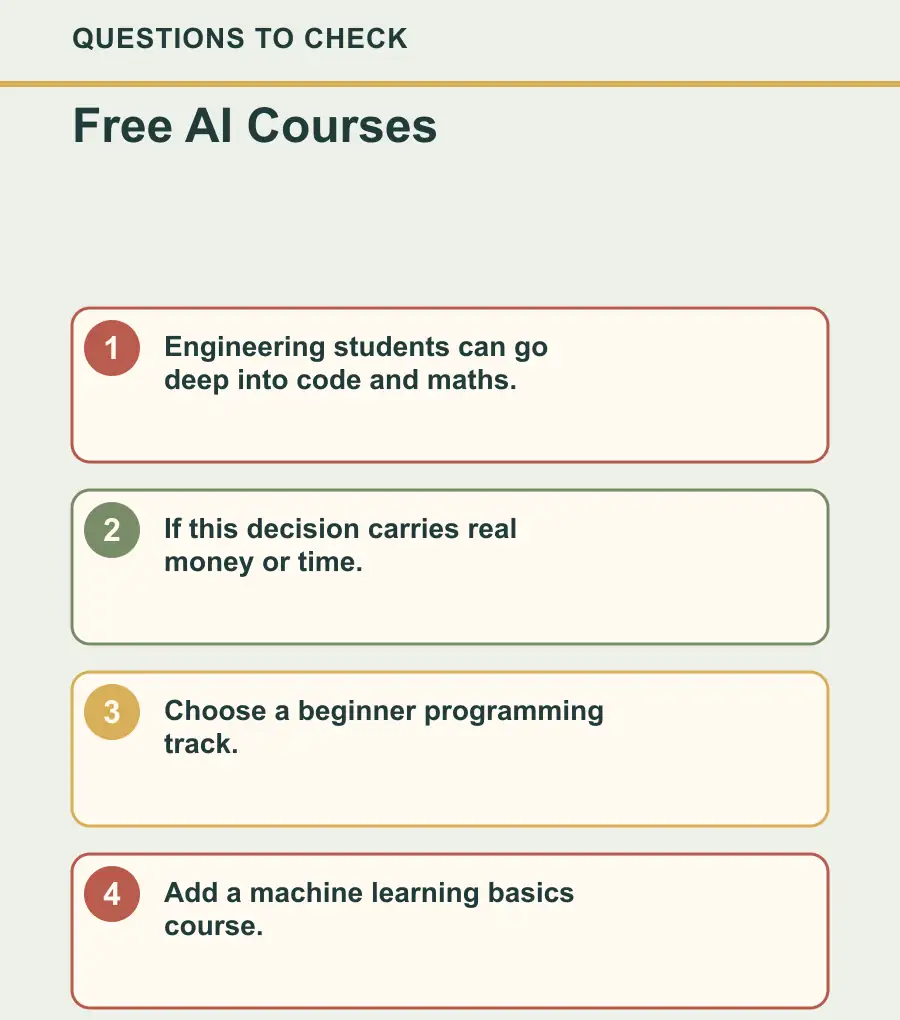 QUESTIONS TO CHECK
Free AI Courses
1
Engineering students can go
deep into code and maths.
2
If this decision carries real
money or time.
3
Choose a beginner programming
track.
4
Add a machine learning basics
course.